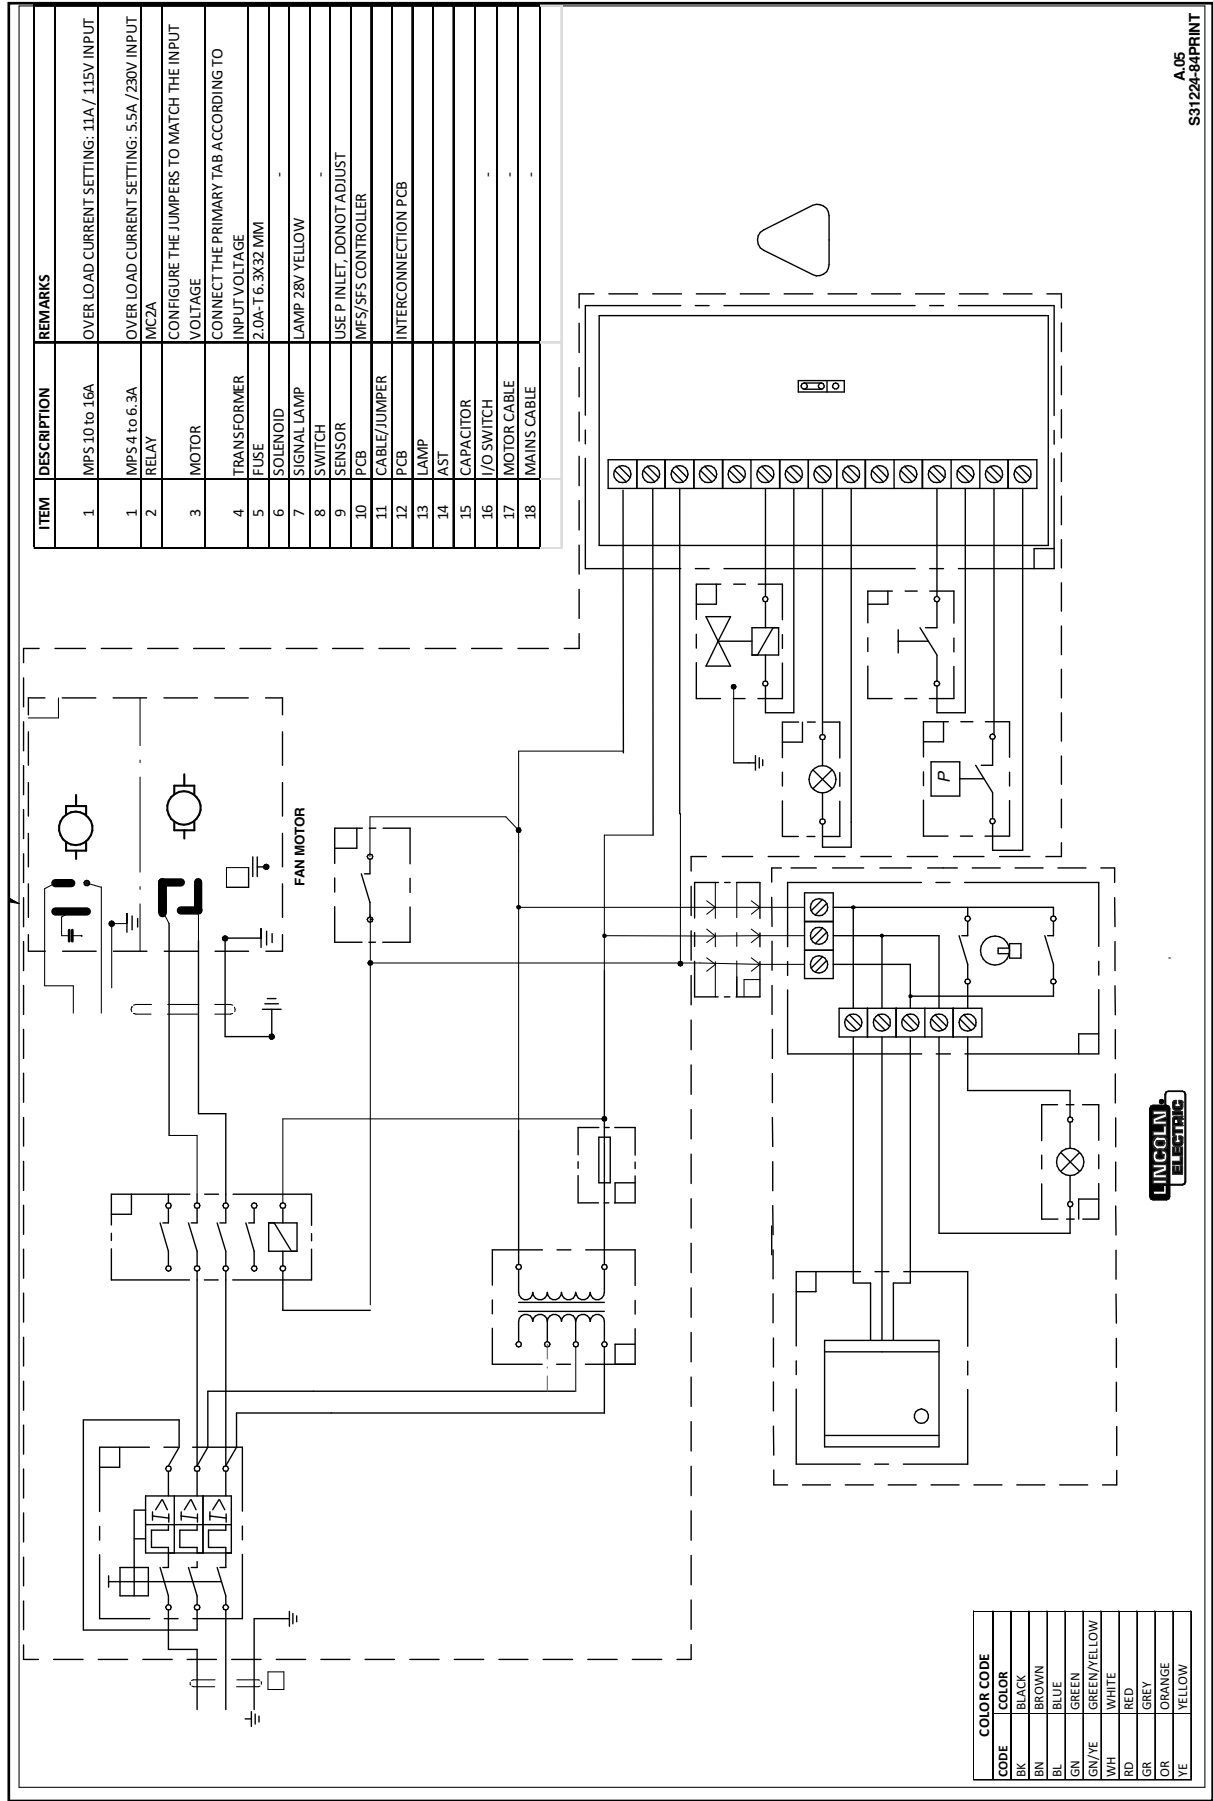 ITEM DESCRIPTION REMARKS
1 MPS 10 to 16A OVER LOAD CURRENT SETTING: 11A / 115V INPUT
1 MPS 4 to 6.3A OVER LOAD CURRENT SETTING: 5.5A /230V INPUT
2 RELAY MC2A
3 MOTOR CONFIGURE THE JUMPERS TO MATCH THE INPUT
VOLTAGE
4 TRANSFORMER CONNECT THE PRIMARY TAB ACCORDING TO
INPUT VOLTAGE
5 FUSE 2.0A- T 6.3X32 MM
6 SOLENOID -
7 SIGNAL LAMP LAMP 28V YELLOW
8 SWITCH -
9 SENSOR USE P INLET, DONOT ADJUST
10 PCB MFS/SFS CONTROLLER
11 CABLE/JUMPER
12 PCB INTERCONNECTION PCB
13 LAMP
14 AST
15 CAPACITOR
16 I/O SWITCH -
17 MOTOR CABLE -
18 MAINS CABLE -
FAN MOTOR
P
I>
I>
I>
COLOR CODE
CODE COLOR
BK BLACK
BN BROWN
BL BLUE
GN GREEN
GN/YE GREEN/YELLOW
WH WHITE
RD RED
GR GREY
OR ORANGE
YE YELLOW
LINCOLN
ELECTRIC
A.05
S31224-84PRINT